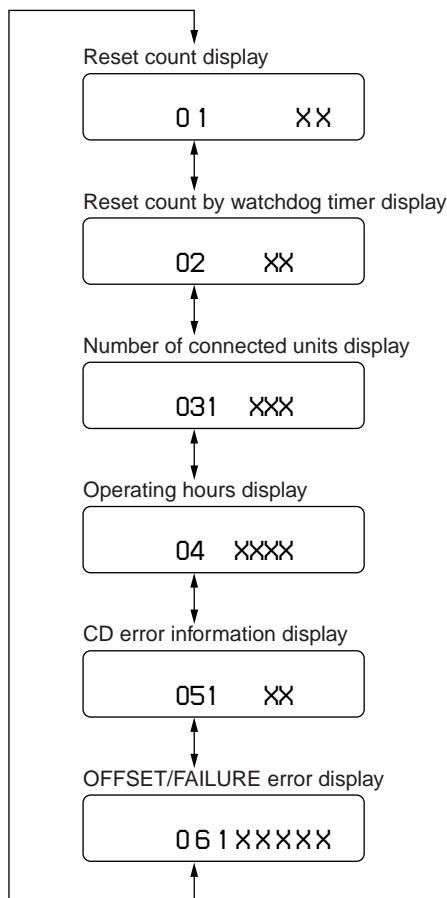 Reset count display
01 XX
Reset count by watchdog timer display
02 XX
Number of connected units display
031 XXX
Operating hours display
04 XXXX
CD error information display
051 XX
OFFSET/FAILURE error display
061XXXXX